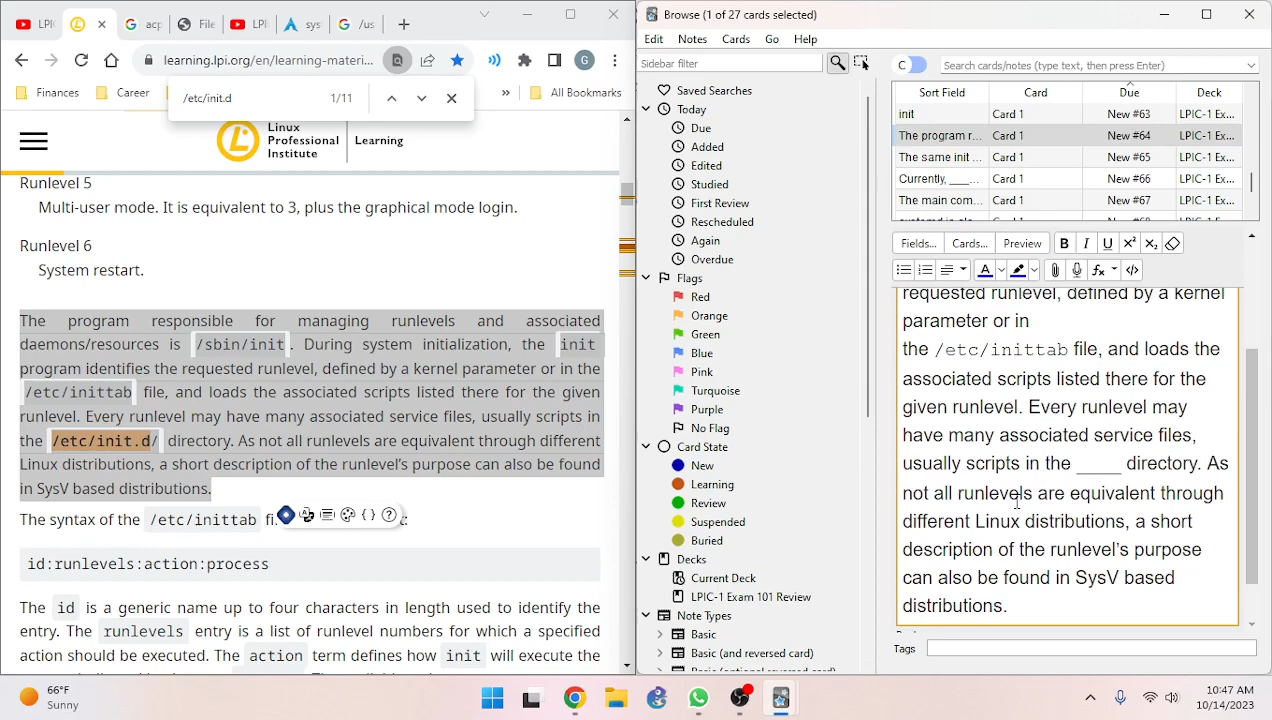 LPI
acp
File
LPI
sys
/us
learning.lpi.org/en/learning-materi...
G
Finances
Career
All Bookmarks
/etc/init.d
1/11
Linux
Professional
Institute
Learning
Runlevel 5
Multi-user mode. It is equivalent to 3, plus the graphical mode login.
Runlevel 6
System restart.
The program responsible for managing runlevels and associated
daemons/resources is /sbin/init. During system initialization, the init
program identifies the requested runlevel, defined by a kernel parameter or in the
/etc/inittab file, and loads the associated scripts listed there for the given
runlevel. Every runlevel may have many associated service files, usually scripts in
the /etc/init.d/ directory. As not all runlevels are equivalent through different
Linux distributions, a short description of the runlevel's purpose can also be found
in SysV based distributions.
The syntax of the /etc/inittab fi
id:runlevels:action:process
The id is a generic name up to four characters in length used to identify the
entry. The runlevels entry is a list of runlevel numbers for which a specified
action should be executed. The action term defines how init will execute the
Browse (1 of 27 cards selected)
Edit Notes Cards Go Help
Sidebar filter
Saved Searches
Today
Due
Added
Edited
Studied
First Review
Rescheduled
Again
Overdue
Flags
Red
Orange
Green
Blue
Pink
Turquoise
Purple
No Flag
Card State
New
Learning
Review
Suspended
Buried
Decks
Current Deck
LPIC-1 Exam 101 Review
Note Types
Basic
Basic (and reversed card)
Basic (optional reversed card)
C
Search cards/notes (type text, then press Enter)
Sort Field Card Due Deck
init Card 1 New #63 LPIC-1 Ex...
The program r... Card 1 New #64 LPIC-1 Ex...
The same init ... Card 1 New #65 LPIC-1 Ex...
Currently, ___... Card 1 New #66 LPIC-1 Ex...
The main com... Card 1 New #67 LPIC-1 Ex...
Fields... Cards... Preview B I U x² x₂
A fx </>
requested runlevel, defined by a kernel
parameter or in
the /etc/inittab file, and loads the
associated scripts listed there for the
given runlevel. Every runlevel may
have many associated service files,
usually scripts in the _____ directory. As
not all runlevels are equivalent through
different Linux distributions, a short
description of the runlevel's purpose
can also be found in SysV based
distributions.
Tags
66°F
Sunny
10:47 AM
10/14/2023